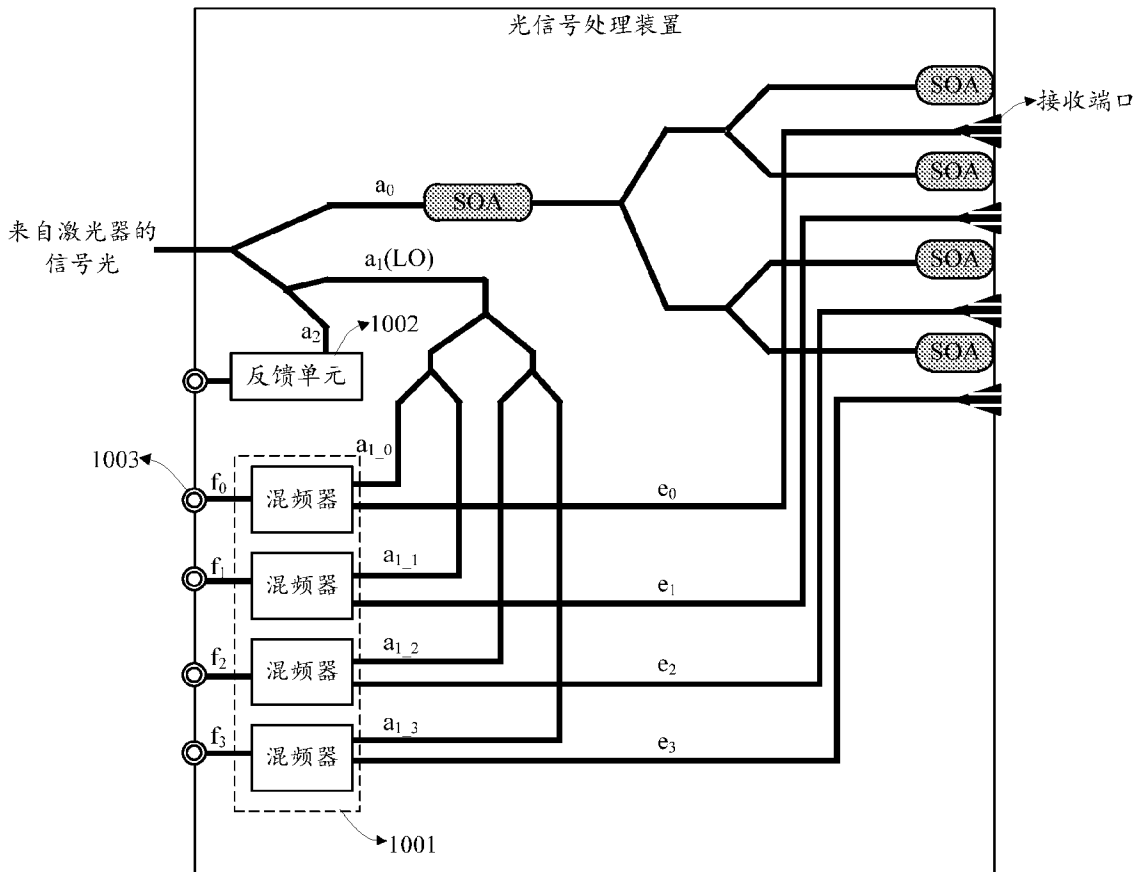 光信号处理装置
SOA
接收端口
SOA
a0
SOA
来自激光器的
信号光
a1(LO)
SOA
a2
1002
反馈单元
SOA
a1_0
1003
f0
混频器
e0
a1_1
f1
混频器
e1
a1_2
f2
混频器
e2
a1_3
f3
混频器
e3
1001